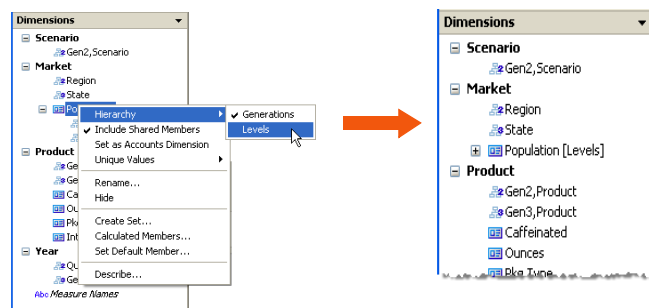 Dimensions
Scenario
Gen2,Scenario
Market
Region
State
Po
Hierarchy
Generations
Include Shared Members
Levels
Set as Accounts Dimension
Product
Unique Values
Ge
Ge
Rename...
Ca
Hide
Ou
Pkg
Create Set...
Int
Calculated Members...
Year
Set Default Member...
Qu
Ge
Describe...
Abc Measure Names
Dimensions
Scenario
Gen2,Scenario
Market
Region
State
Population [Levels]
Product
Gen2,Product
Gen3,Product
Caffeinated
Ounces
Pkg Type